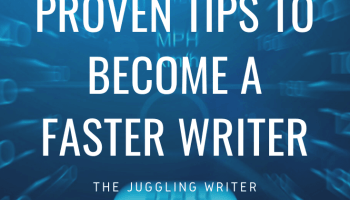 PROVEN TIPS TO
MPH
BECOME A
FASTER WRITER
THE JUGGLING WRITER